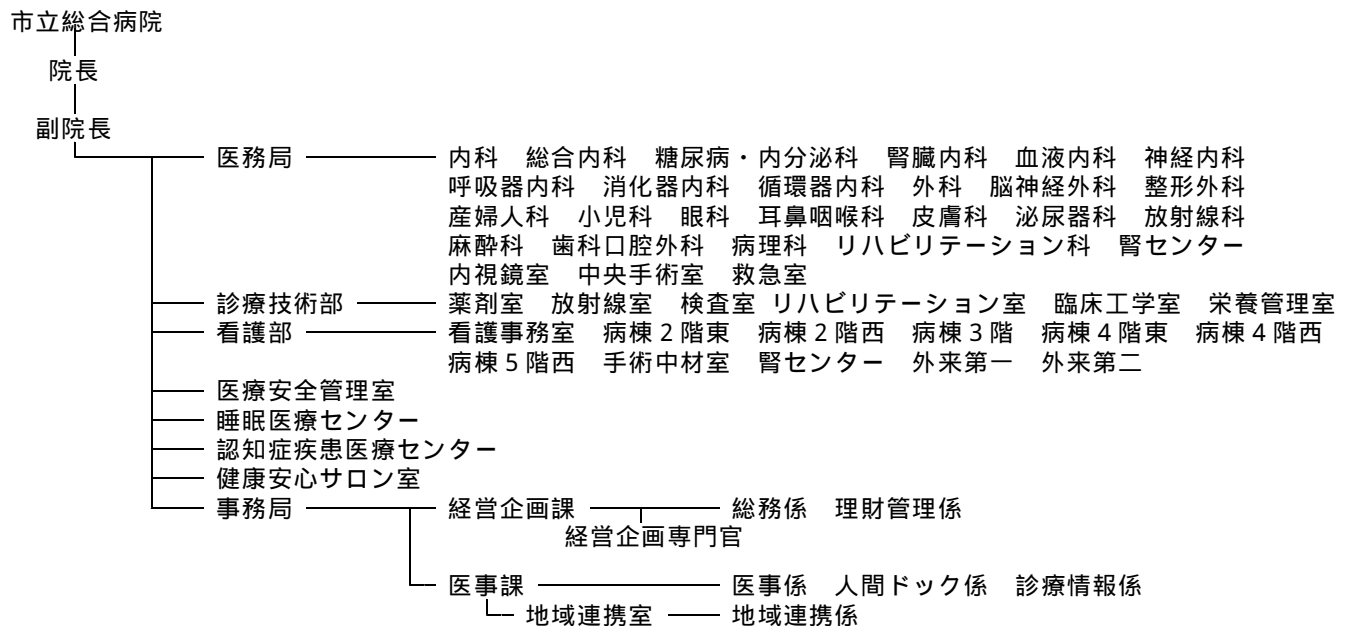 市立総合病院
院長
副院長
医務局 内科 総合内科 糖尿病・内分泌科 腎臓内科 血液内科 神経内科
呼吸器内科 消化器内科 循環器内科 外科 脳神経外科 整形外科
産婦人科 小児科 眼科 耳鼻咽喉科 皮膚科 泌尿器科 放射線科
麻酔科 歯科口腔外科 病理科 リハビリテーション科 腎センター
内視鏡室 中央手術室 救急室
診療技術部 薬剤室 放射線室 検査室 リハビリテーション室 臨床工学室 栄養管理室
看護部 看護事務室 病棟2階東 病棟2階西 病棟3階 病棟4階東 病棟4階西
病棟5階西 手術中材室 腎センター 外来第一 外来第二
医療安全管理室
睡眠医療センター
認知症疾患医療センター
健康安心サロン室
事務局 経営企画課 総務係 理財管理係
経営企画専門官
医事課 医事係 人間ドック係 診療情報係
地域連携室 地域連携係